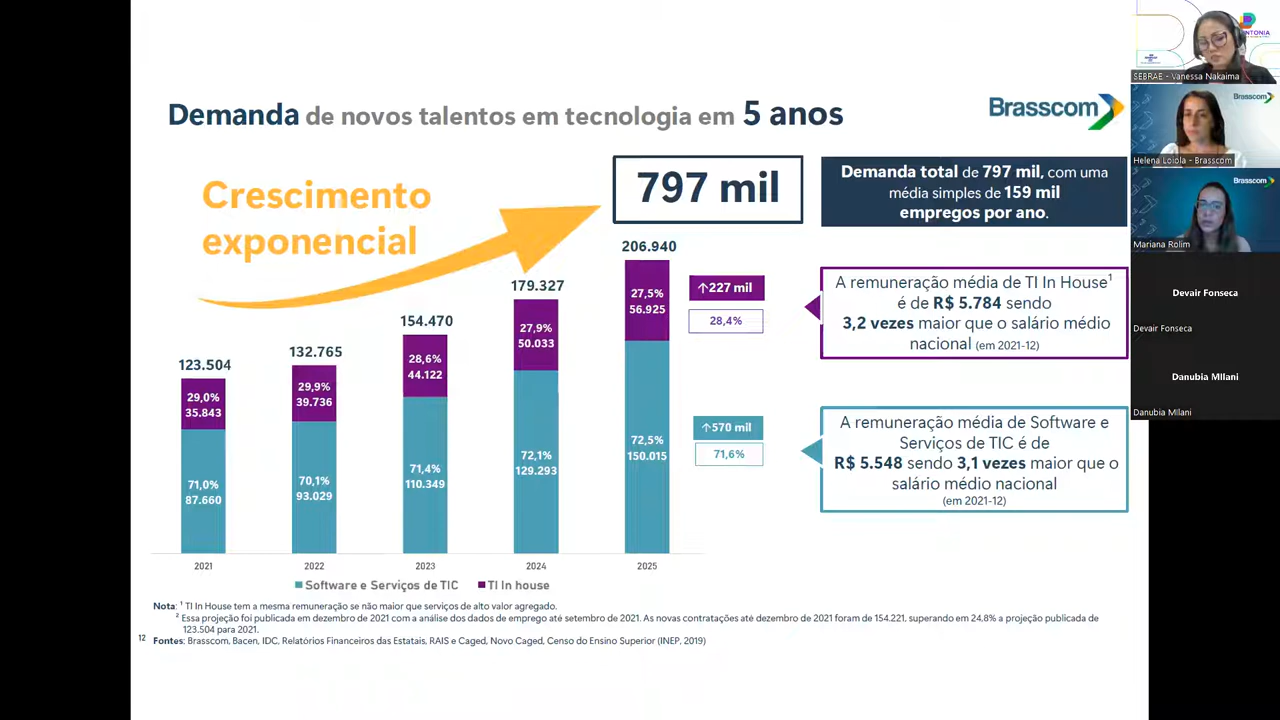 Demanda de novos talentos em tecnologia em 5 anos
Brasscom
Crescimento
exponencial
797 mil
Demanda total de 797 mil, com uma
média simples de 159 mil
empregos por ano.
123.504
132.765
154.470
179.327
206.940
29,0%
35.843
29,9%
39.736
28,6%
44.122
27,9%
50.033
27,5%
56.925
71,0%
87.660
70,1%
93.029
71,4%
110.349
72,1%
129.293
72,5%
150.015
↑227 mil
28,4%
↑570 mil
71,6%
A remuneração média de TI In House¹
é de R$ 5.784 sendo
3,2 vezes maior que o salário médio
nacional (em 2021-12)
A remuneração média de Software e
Serviços de TIC é de
R$ 5.548 sendo 3,1 vezes maior que o
salário médio nacional
(em 2021-12)
2021
2022
2023
2024
2025
Software e Serviços de TIC
TI In house
Nota: ¹ TI In House tem a mesma remuneração se não maior que serviços de alto valor agregado.
² Essa projeção foi publicada em dezembro de 2021 com a análise dos dados de emprego até setembro de 2021. As novas contratações até dezembro de 2021 foram de 154.221, superando em 24,8% a projeção publicada de
123.504 para 2021.
12
Fontes: Brasscom, Bacen, IDC, Relatórios Financeiros das Estatais, RAIS e Caged, Novo Caged, Censo do Ensino Superior (INEP, 2019)
SEBRAE - Vanessa Nakaima
Brasscom
Helena Loiola - Brasscom
Brasscom
Mariana Rolim
Devair Fonseca
Devair Fonseca
Danubia MIlani
Danubia MIlani